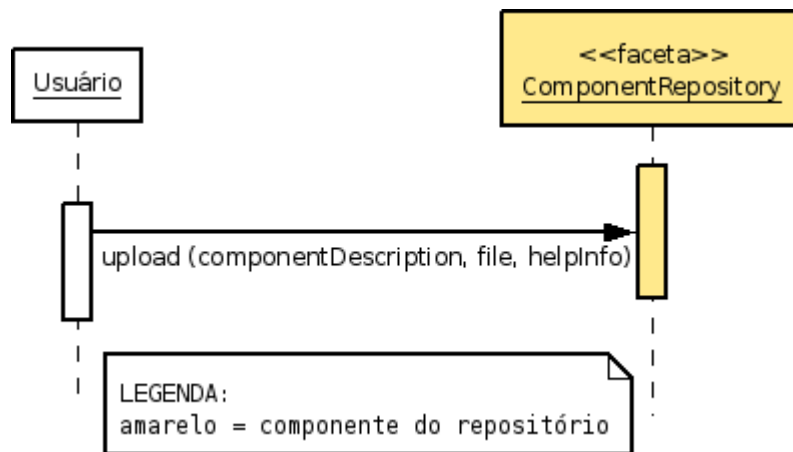 Usuário
<<faceta>>
ComponentRepository
upload (componentDescription, file, helpInfo)
LEGENDA:
amarelo = componente do repositório